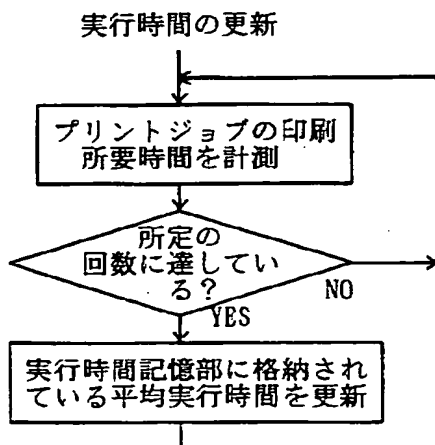 実行時間の更新
プリントジョブの印刷
所要時間を計測
所定の
回数に達してい
る?
NO
YES
実行時間記憶部に格納され
ている平均実行時間を更新